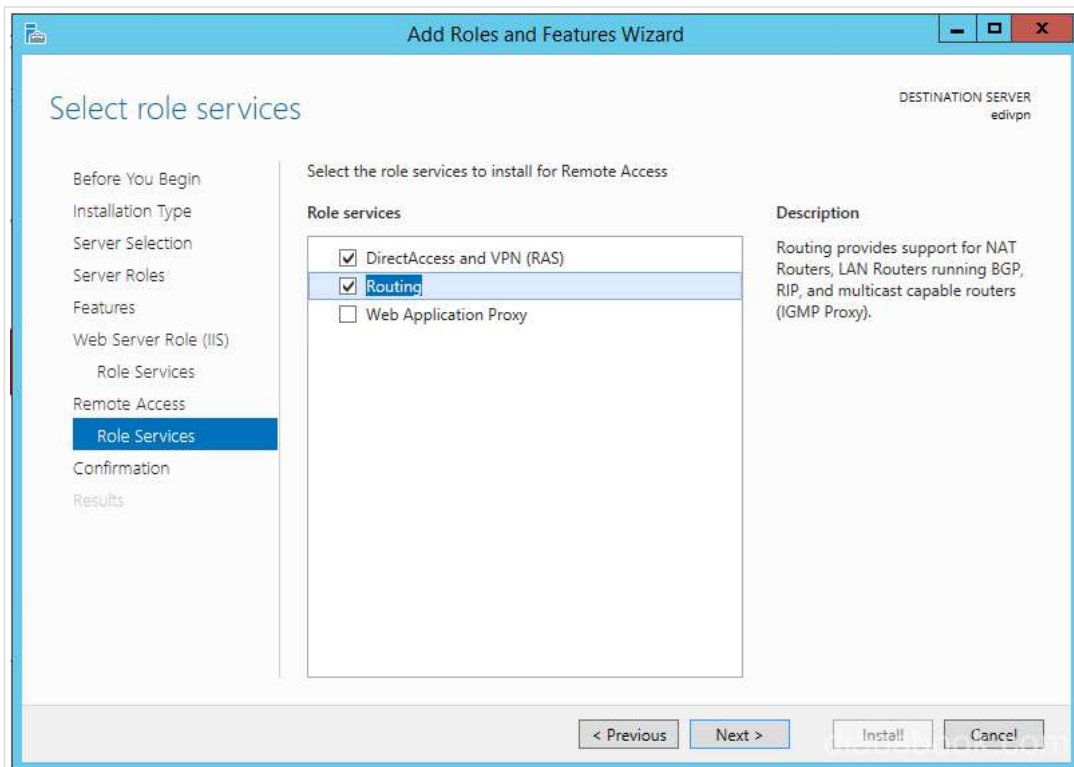 Add Roles and Features Wizard
Select role services
DESTINATION SERVER
edivpn
Before You Begin
Installation Type
Server Selection
Server Roles
Features
Web Server Role (IIS)
Role Services
Remote Access
Role Services
Confirmation
Results
Select the role services to install for Remote Access
Role services
DirectAccess and VPN (RAS)
Routing
Web Application Proxy
Description
Routing provides support for NAT
Routers, LAN Routers running BGP,
RIP, and multicast capable routers
(IGMP Proxy).
< Previous
Next >
Install
Cancel